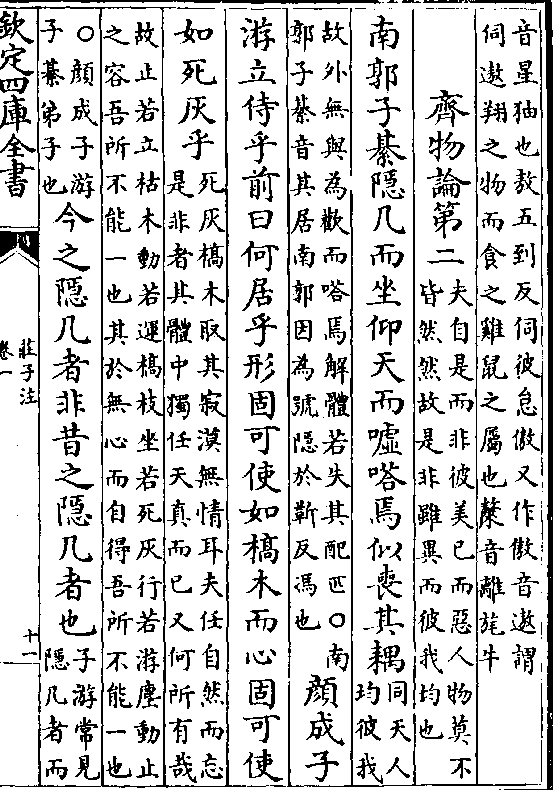 音星狌也敖五到反伺彼怠傲又作傲音遨謂
伺遨翔之物而食之雞鼠之屬也斄音離旄牛
齊物論第二
夫自是而非彼美已而惡人物莫不
皆然然故是非雖異而彼我均也
南郭子綦隠几而坐仰天而嘘嗒焉似喪其耦
同天人
均彼我
故外無與為歡而嗒焉解體若失其配匹○南
郭子綦音其居南郭因為號隠於靳反馮也
顔成子
游立侍乎前曰何居乎形固可使如槁木而心固可使
如死灰乎
死灰槁木取其寂漠無情耳夫任自然而忘
是非者其體中獨任天真而已又何所有哉
故止若立枯木動若運槁枝坐若死灰行若游塵動止
之容吾所不能一也其於無心而自得吾所不能一也
○顔成子游
子綦弟子也
今之隠几者非昔之隠几者也
子游常見
隠几者而
欽定四庫全書
莊子注
卷一
十一